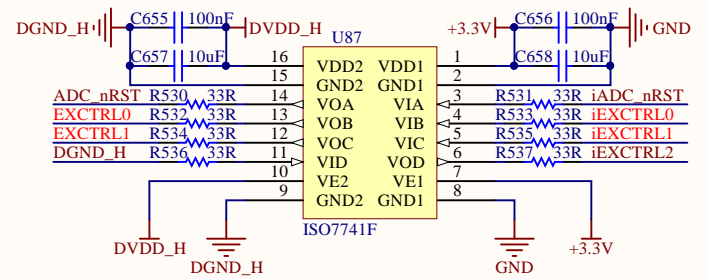 C655 100nF
DGND_H DVDD_H
C657 10uF
U87
C656 100nF
+3.3V GND
C658 10uF
16 VDD2 VDD1 1
15 GND2 GND1 2
ADC_nRST R530 33R 14 VOA VIA 3 R531 33R iADC_nRST
EXCTRL0 R532 33R 13 VOB VIB 4 R533 33R iEXCTRL0
EXCTRL1 R534 33R 12 VOC VIC 5 R535 33R iEXCTRL1
DGND_H R536 33R 11 VID VOD 6 R537 33R iEXCTRL2
10 VE2 VE1 7
9 GND2 GND1 8
ISO7741F
DVDD_H
DGND_H
GND
+3.3V